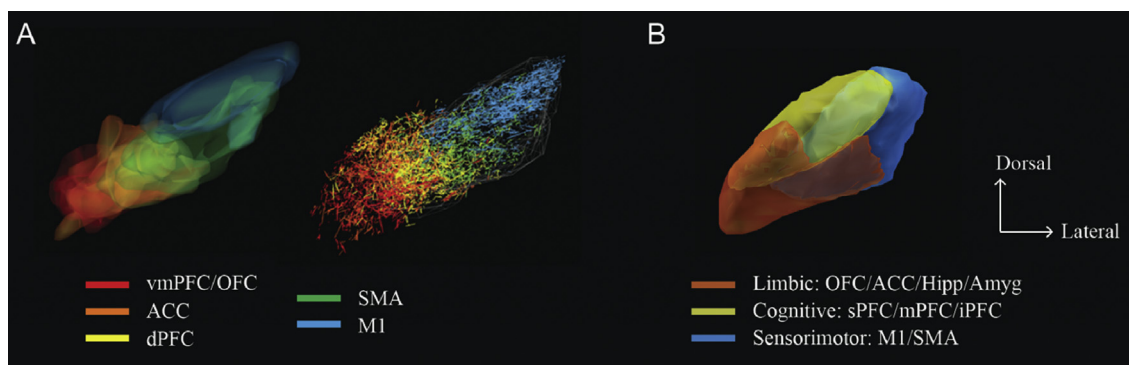 A
B
vmPFC/OFC
ACC
dPFC
SMA
M1
Dorsal
Lateral
Limbic: OFC/ACC/Hipp/Amyg
Cognitive: sPFC/mPFC/iPFC
Sensorimotor: M1/SMA